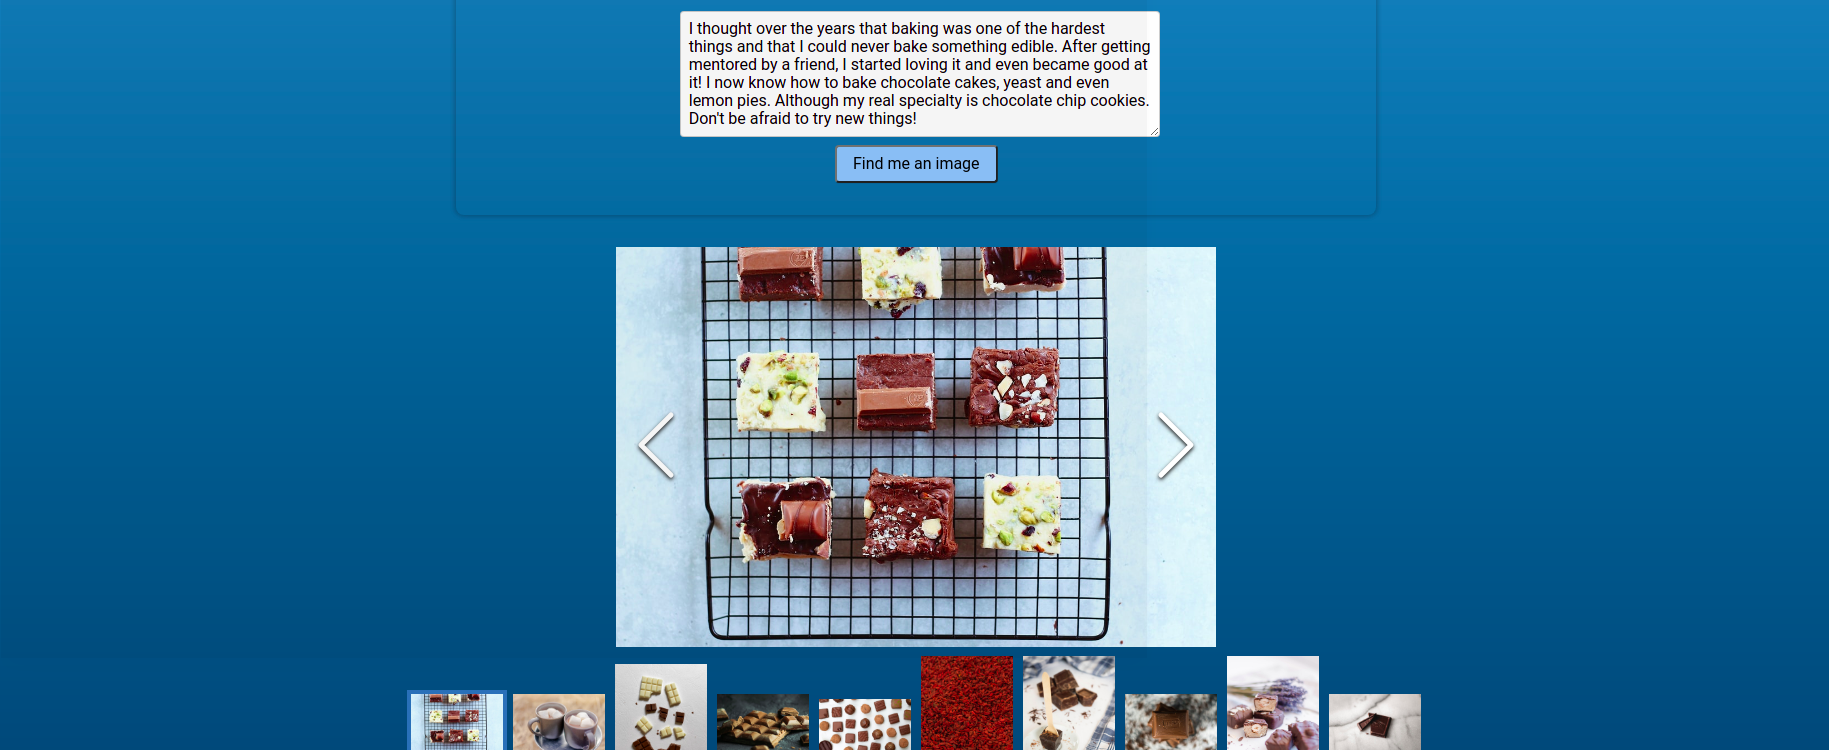 I thought over the years that baking was one of the hardest
things and that I could never bake something edible. After getting
mentored by a friend, I started loving it and even became good at
it! I now know how to bake chocolate cakes, yeast and even
lemon pies. Although my real specialty is chocolate chip cookies.
Don't be afraid to try new things!
Find me an image